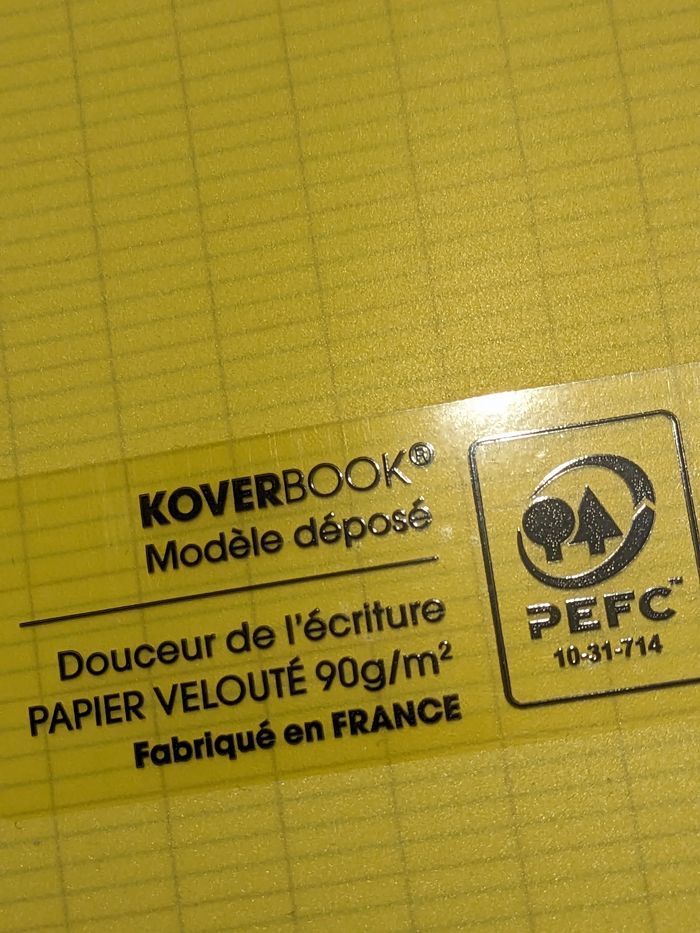 KOVERBOOK®
Modèle déposé
Douceur de l'écriture
PAPIER VELOUTÉ 90g/m²
Fabriqué en FRANCE
PEFC™
10-31-714